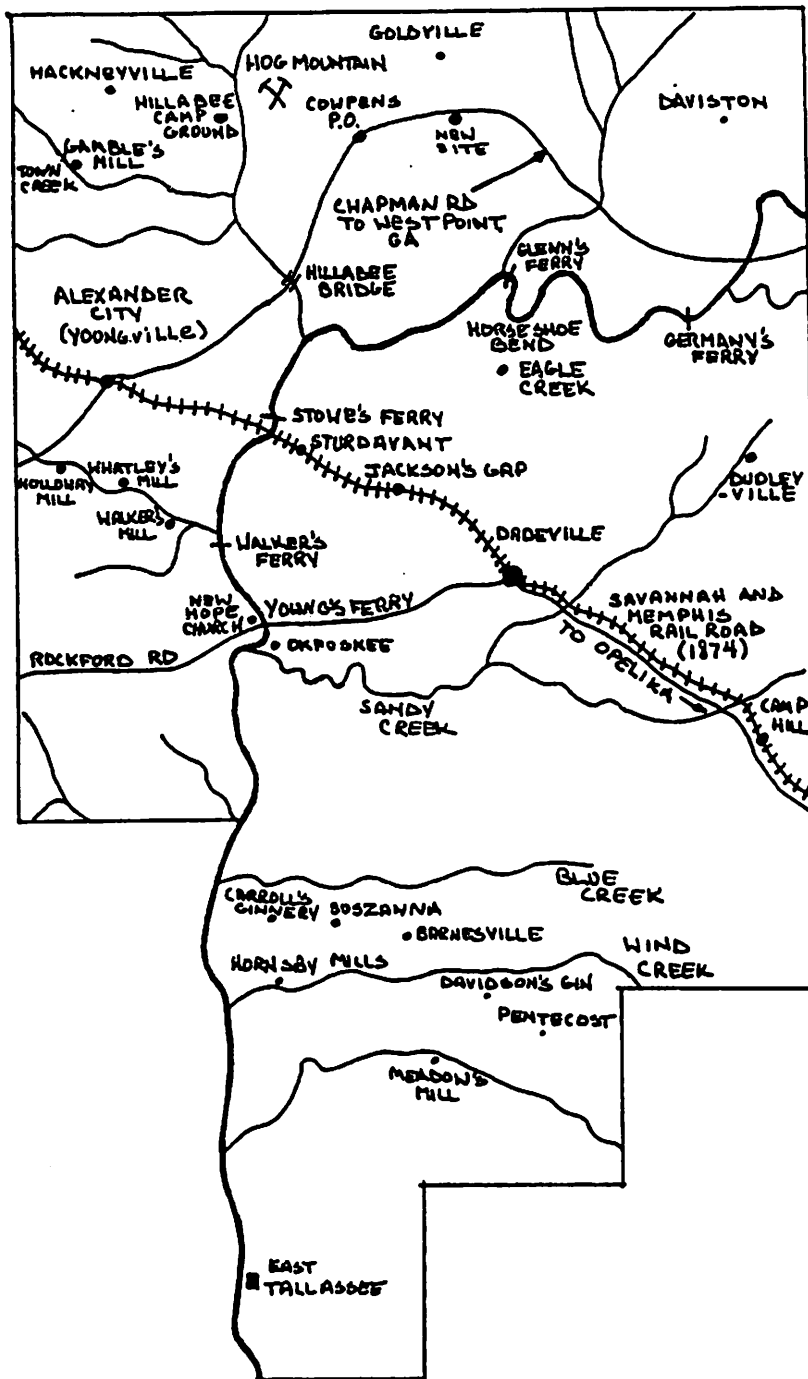 GOLDVILLE
HOG MOUNTAIN
HACKNEYVILLE
HILLABEE
CAMP
GROUND
COWPENS
P.O.
NEW
SITE
DAVISTON
GAMBLE'S
MILL
TOWN
CREEK
CHAPMAN RD
TO WEST POINT,
GA
GLENN'S
FERRY
HILLABEE
BRIDGE
ALEXANDER
CITY
(YOUNGVILLE)
HORSESHOE
BEND
EAGLE
CREEK
GERMANY'S
FERRY
STOWE'S FERRY
STURDAVANT
JACKSON'S GAP
HOLLOWAY
MILL
WHATLEY'S
MILL
WALKER'S
MILL
DUDLEY
-VILLE
WALKER'S
FERRY
DADEVILLE
NEW
HOPE
CHURCH
YOUNG'S FERRY
SAVANNAH AND
MEMPHIS
RAIL ROAD
(1874)
OKFOSKEE
ROCKFORD RD
TO OPELIKA
SANDY
CREEK
CAMP
HILL
BLUE
CREEK
CARROLL'S
GINNERY
BOSZANNA
BARNESVILLE
WIND
CREEK
HORNSBY MILLS
DAVIDSON'S GIN
PENTECOST
MEADOW'S
MILL
EAST
TALLASSEE